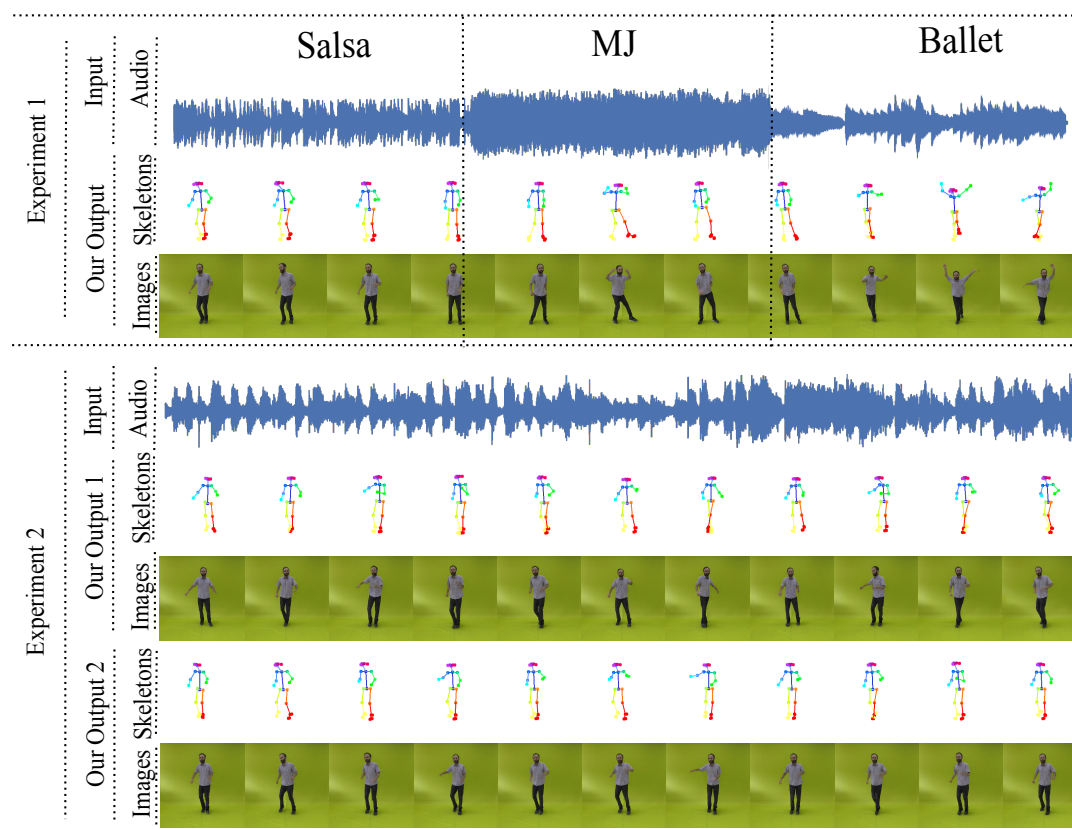 Salsa
MJ
Ballet
Experiment 1
Input
Audio
Our Output
Skeletons
Images
Experiment 2
Input
Audio
Our Output 1
Skeletons
Images
Our Output 2
Skeletons
Images